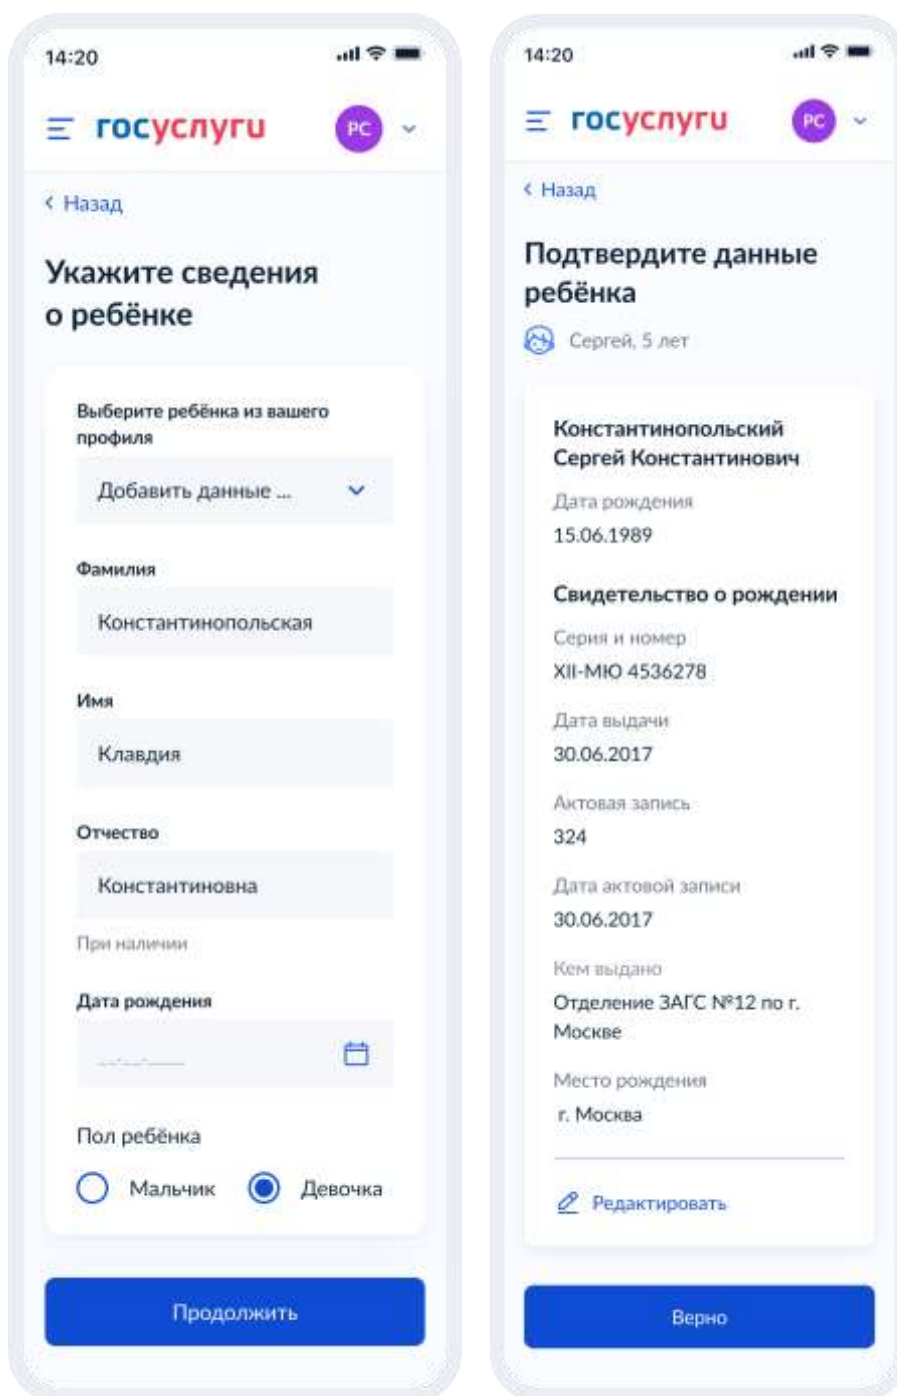 14:20
госуслуги
РС
Назад
Укажите сведения
о ребёнке
Выберите ребёнка из вашего
профиля
Добавить данные ...
Фамилия
Константинопольская
Имя
Клавдия
Отчество
Константиновна
При наличии
Дата рождения
__.__.____
Пол ребёнка
Мальчик
Девочка
Продолжить
14:20
госуслуги
РС
Назад
Подтвердите данные
ребёнка
Сергей, 5 лет
Константинопольский
Сергей Константинович
Дата рождения
15.06.1989
Свидетельство о рождении
Серия и номер
XII-МЮ 4536278
Дата выдачи
30.06.2017
Актовая запись
324
Дата актовой записи
30.06.2017
Кем выдано
Отделение ЗАГС №12 по г.
Москве
Место рождения
г. Москва
Редактировать
Верно